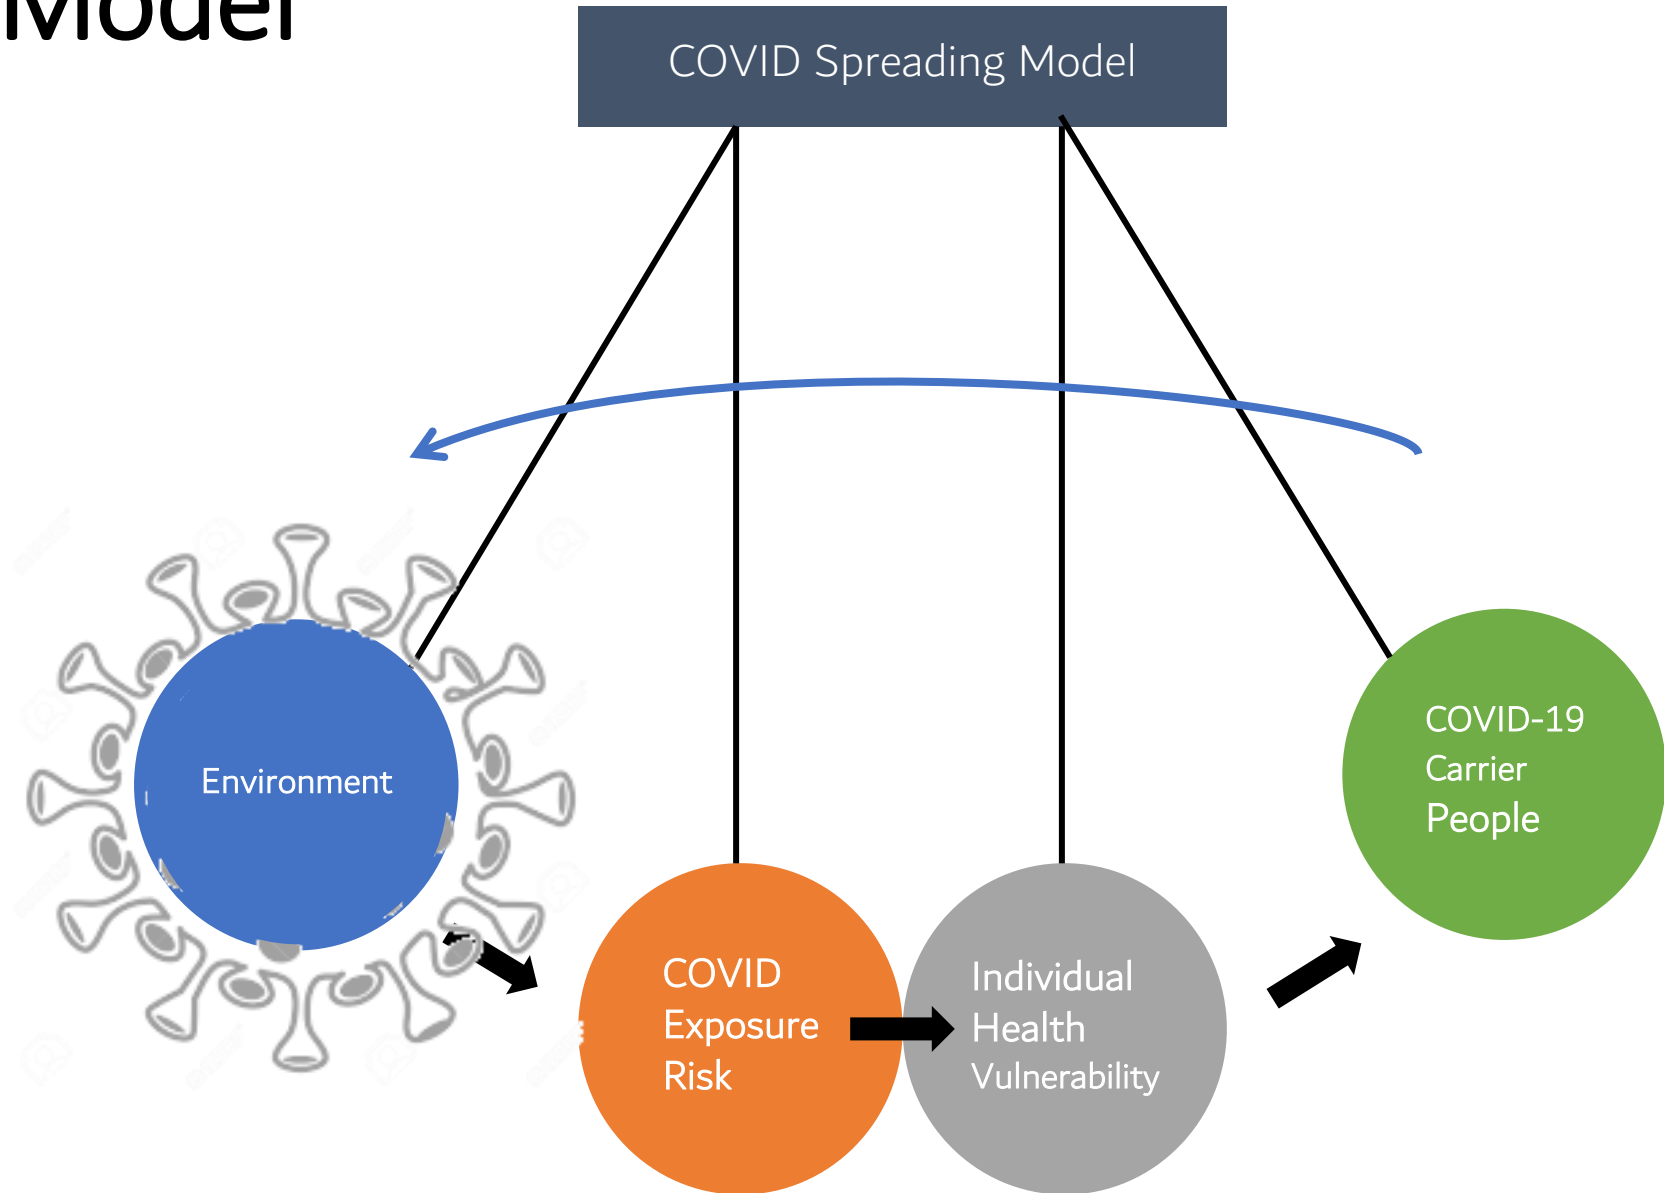 Model
COVID Spreading Model
Environment
COVID
Exposure
Risk
Individual
Health
Vulnerability
COVID-19
Carrier
People